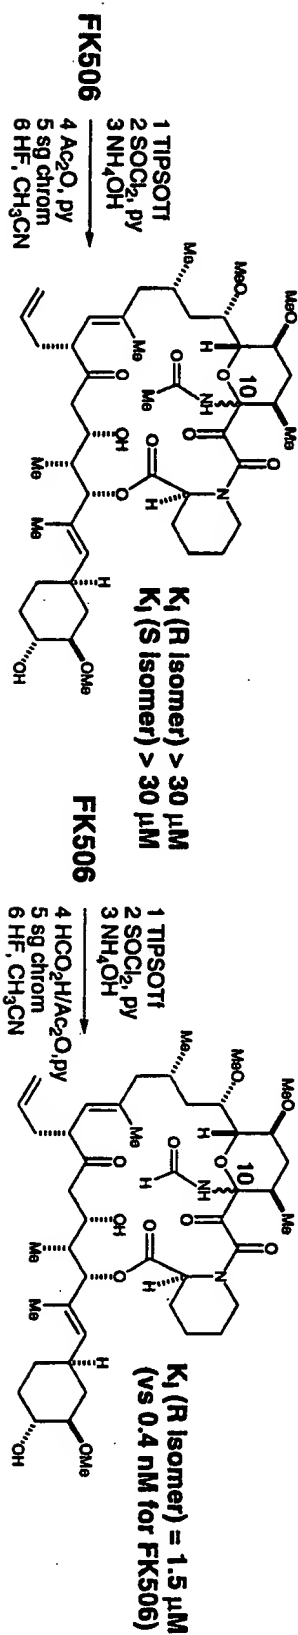 FK506
1 TIPSOTf
2 SOCl₂, py
3 NH₄OH
4 Ac₂O, py
5 sg chrom
6 HF, CH₃CN
MeO
OMe
MeO
Me
Me
H
O
10
NH
O
Me
O
O
N
Me
O
OH
O
H
Me
O
Me
H
OMe
OH
K_I (R isomer) > 30 µM
K_I (S isomer) > 30 µM
FK506
1 TIPSOTf
2 SOCl₂, py
3 NH₄OH
4 HCO₂H/Ac₂O,py
5 sg chrom
6 HF, CH₃CN
MeO
MeO
Me
Me
H
O
10
NH
O
H
O
O
N
Me
O
OH
O
H
Me
O
Me
H
OMe
OH
K_I (R isomer) = 1.5 µM
(vs 0.4 nM for FK506)